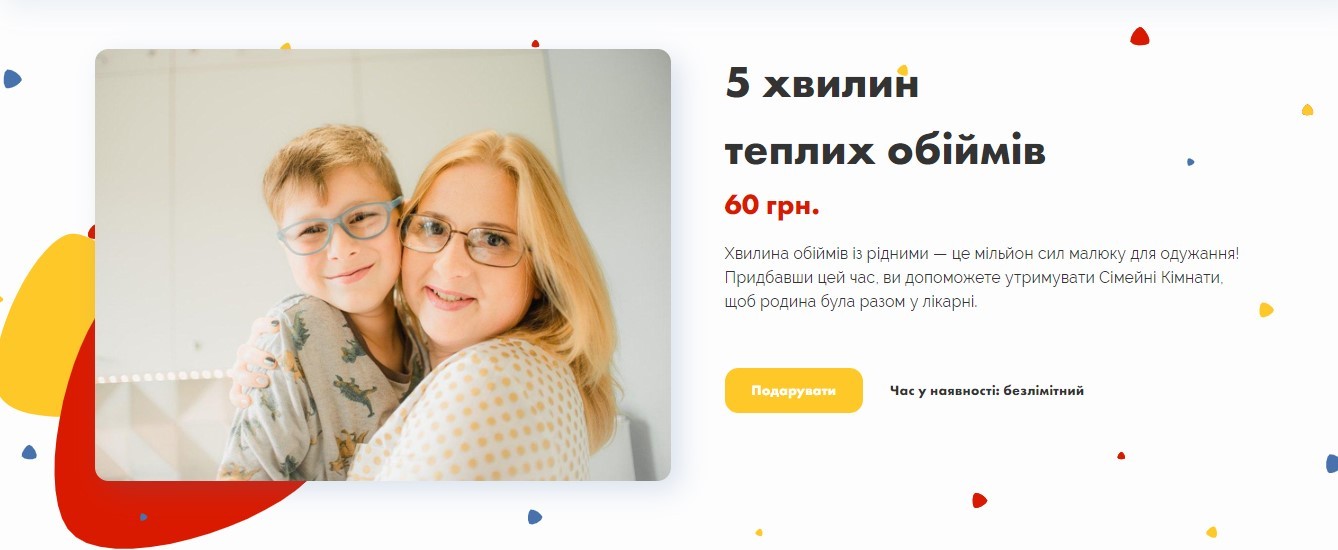 5 хвилин
теплих обіймів
60 грн.
Хвилина обіймів із рідними — це мільйон сил малюку для одужання!
Придбавши цей час, ви допоможете утримувати Сімейні Кімнати,
щоб родина була разом у лікарні.
Подарувати
Час у наявності: безлімітний